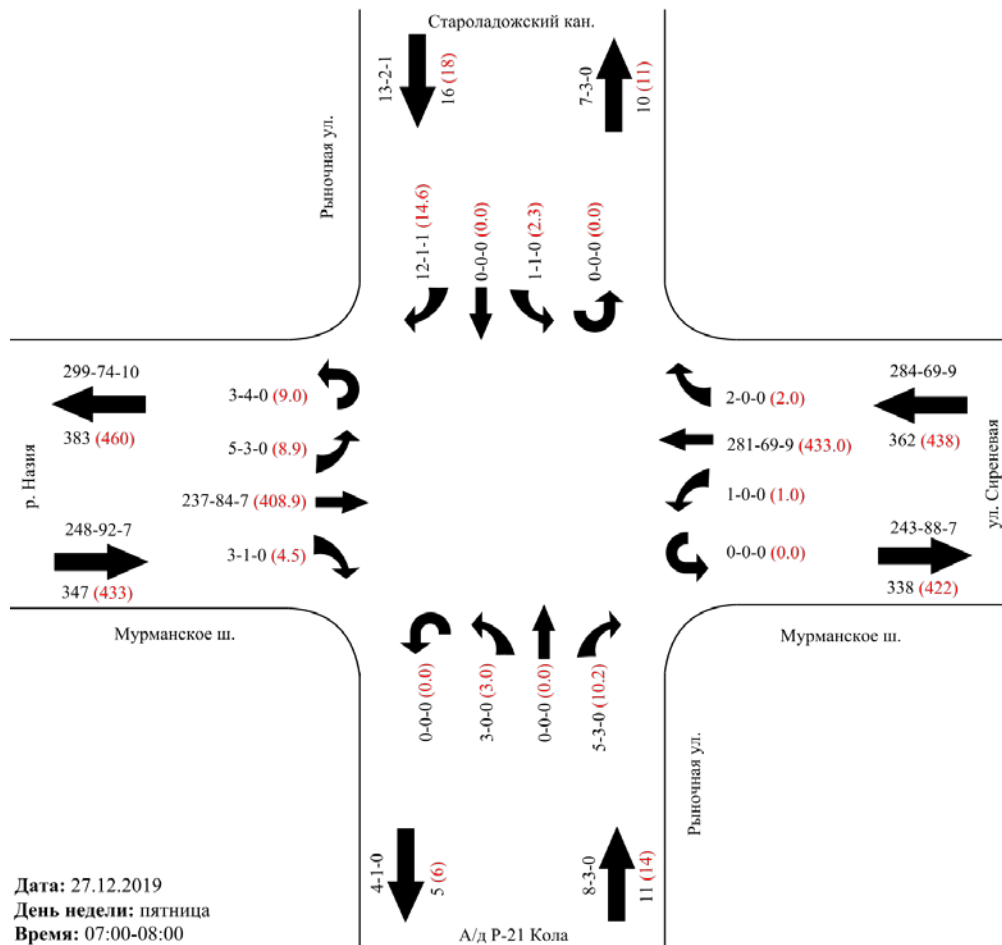 Староладожский кан.
13-2-1
16 (18)
7-3-0
10 (11)
Рыночная ул.
12-1-1 (14.6)
0-0-0 (0.0)
1-1-0 (2.3)
0-0-0 (0.0)
299-74-10
383 (460)
р. Назия
248-92-7
347 (433)
Мурманское ш.
3-4-0 (9.0)
5-3-0 (8.9)
237-84-7 (408.9)
3-1-0 (4.5)
2-0-0 (2.0)
281-69-9 (433.0)
1-0-0 (1.0)
0-0-0 (0.0)
284-69-9
362 (438)
ул. Сиреневая
243-88-7
338 (422)
Мурманское ш.
0-0-0 (0.0)
3-0-0 (3.0)
0-0-0 (0.0)
5-3-0 (10.2)
Рыночная ул.
4-1-0
5 (6)
8-3-0
11 (14)
Дата: 27.12.2019
День недели: пятница
Время: 07:00-08:00
А/д Р-21 Кола